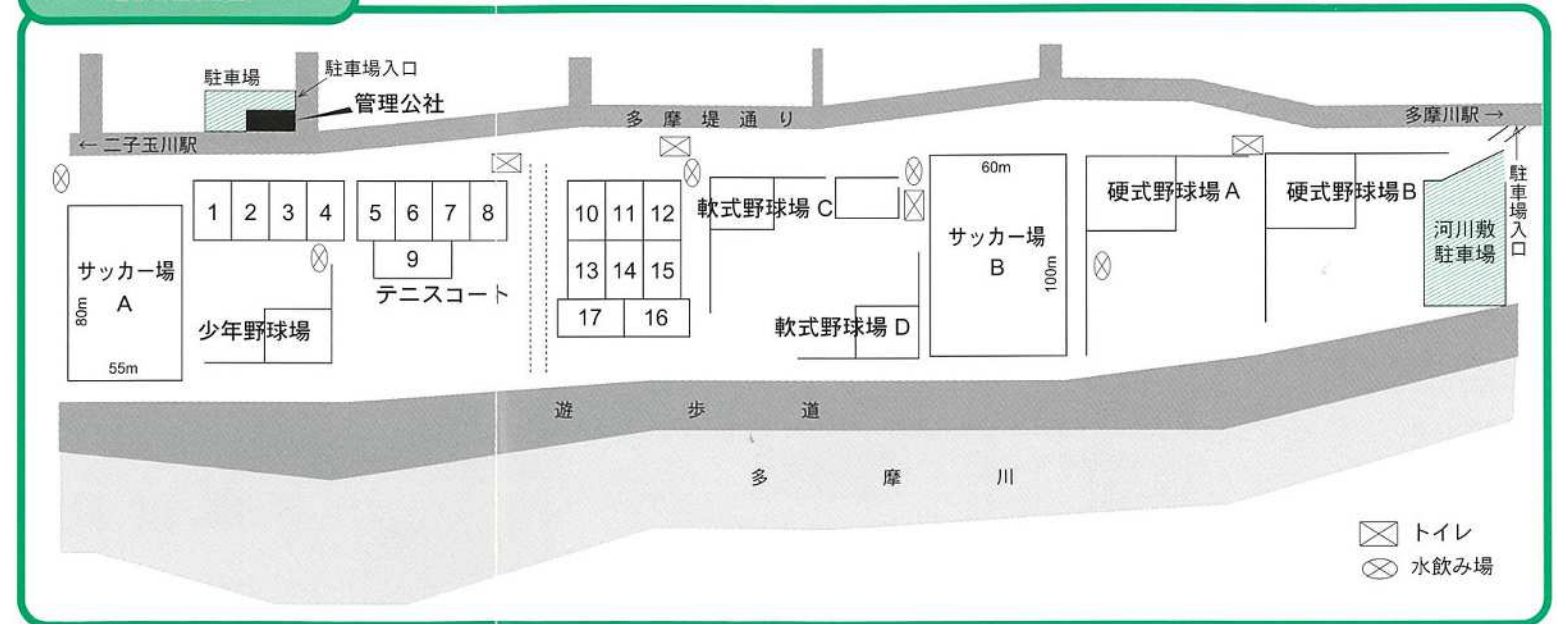 駐車場
駐車場入口
管理公社
多摩堤通り
← 二子玉川駅
多摩川駅 →
駐車場入口
1 2 3 4
5 6 7 8
9
テニスコート
10 11 12
13 14 15
17 16
サッカー場
A
80m
55m
少年野球場
軟式野球場 C
軟式野球場 D
60m
サッカー場
B
100m
硬式野球場 A
硬式野球場 B
河川敷
駐車場
遊歩道
多摩川
トイレ
水飲み場